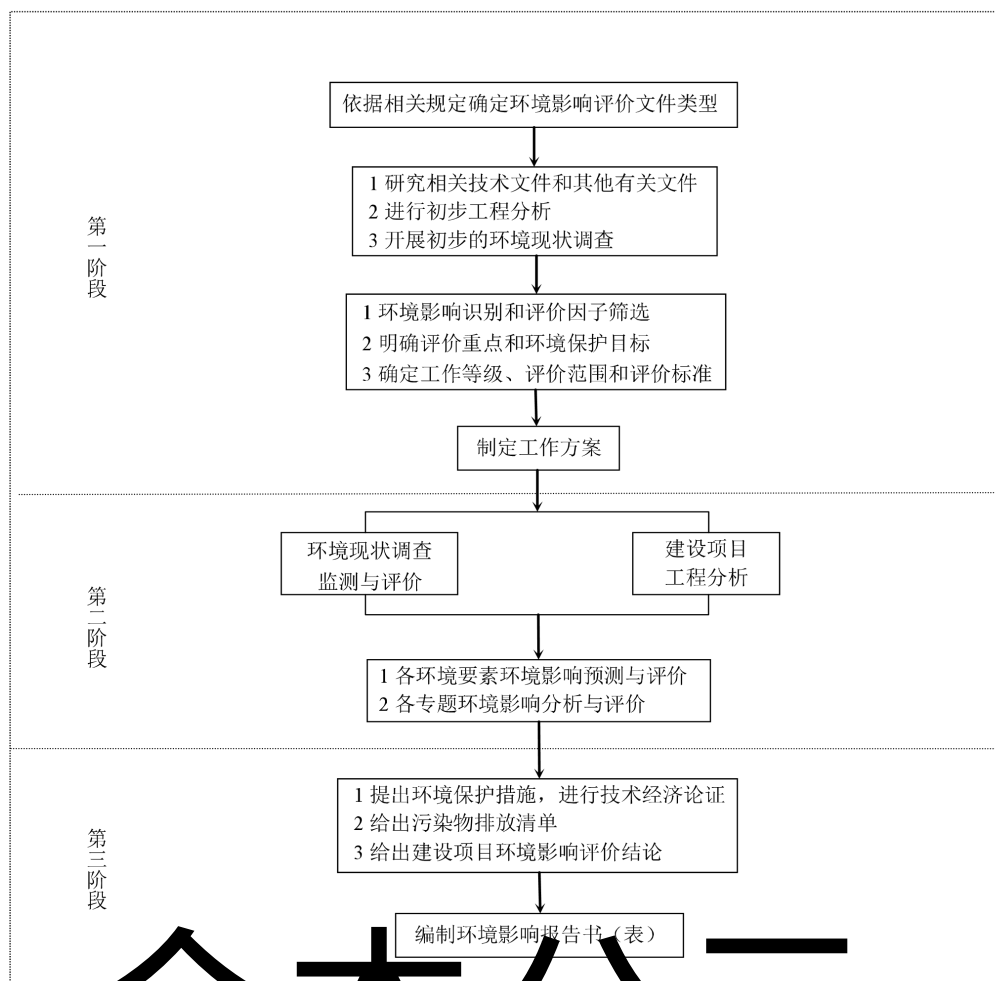 依据相关规定确定环境影响评价文件类型
第一阶段
1 研究相关技术文件和其他有关文件
2 进行初步工程分析
3 开展初步的环境现状调查
1 环境影响识别和评价因子筛选
2 明确评价重点和环境保护目标
3 确定工作等级、评价范围和评价标准
制定工作方案
第二阶段
环境现状调查
监测与评价
建设项目
工程分析
1 各环境要素环境影响预测与评价
2 各专题环境影响分析与评价
第三阶段
1 提出环境保护措施，进行技术经济论证
2 给出污染物排放清单
3 给出建设项目环境影响评价结论
编制环境影响报告书（表）